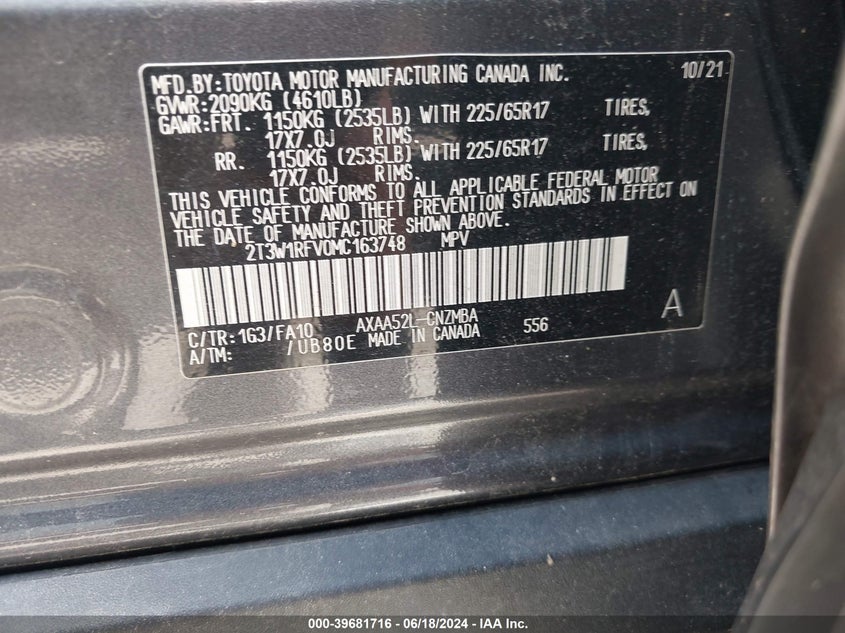 MFD.BY:TOYOTA MOTOR MANUFACTURING CANADA INC. 10/21
GVWR:2090KG (4610LB)
GAWR:FRT. 1150KG (2535LB) WITH 225/65R17 TIRES,
17X7.0J RIMS.
RR. 1150KG (2535LB) WITH 225/65R17 TIRES,
17X7.0J RIMS.
THIS VEHICLE CONFORMS TO ALL APPLICABLE FEDERAL MOTOR
VEHICLE SAFETY AND THEFT PREVENTION STANDARDS IN EFFECT ON
THE DATE OF MANUFACTURE SHOWN ABOVE.
2T3W1RFV0MC163748 MPV
C/TR:1G3/FA10 AXAA52L-CNZMBA 556 A
A/TM: /UB80E MADE IN CANADA
000-39681716 - 06/18/2024 - IAA Inc.